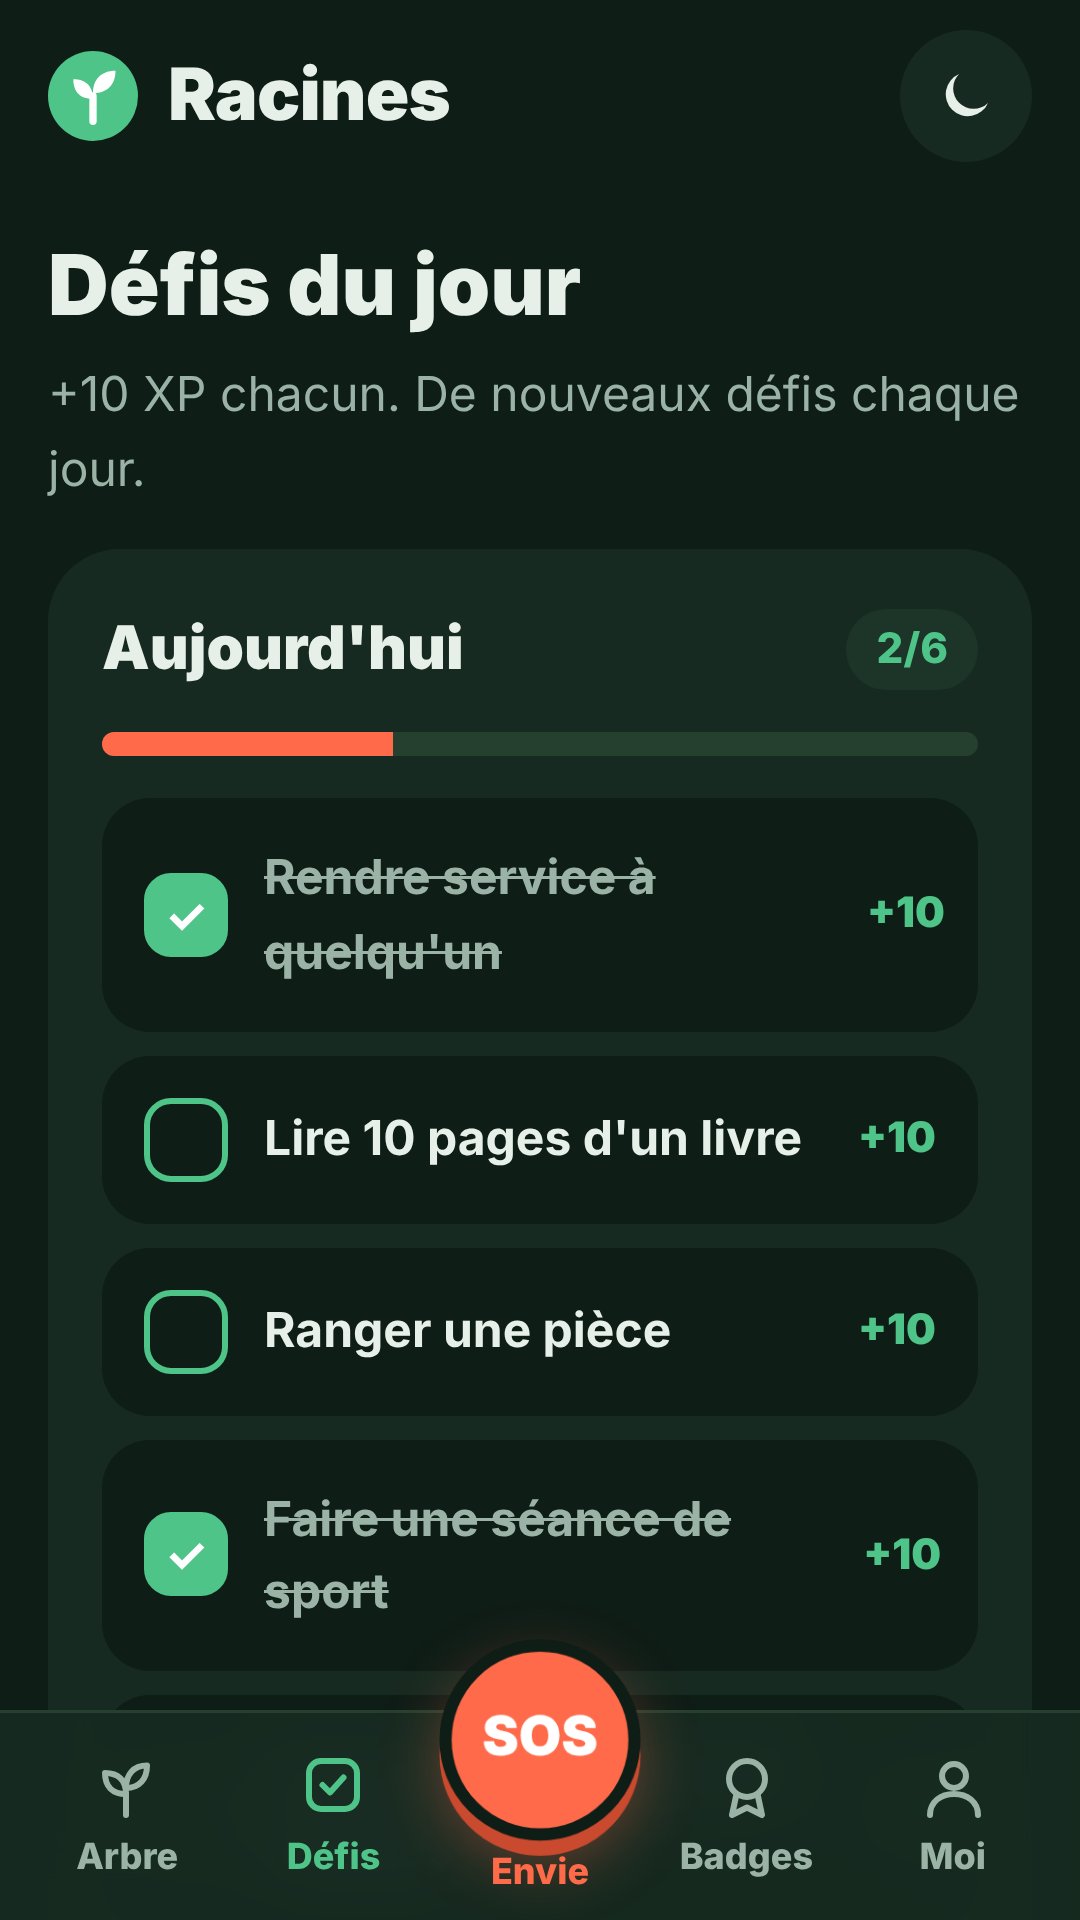 Racines
Défis du jour
+10 XP chacun. De nouveaux défis chaque
jour.
Aujourd'hui
2/6
Rendre service à
quelqu'un
+10
Lire 10 pages d'un livre
+10
Ranger une pièce
+10
Faire une séance de
sport
+10
SOS
Arbre
Défis
Envie
Badges
Moi